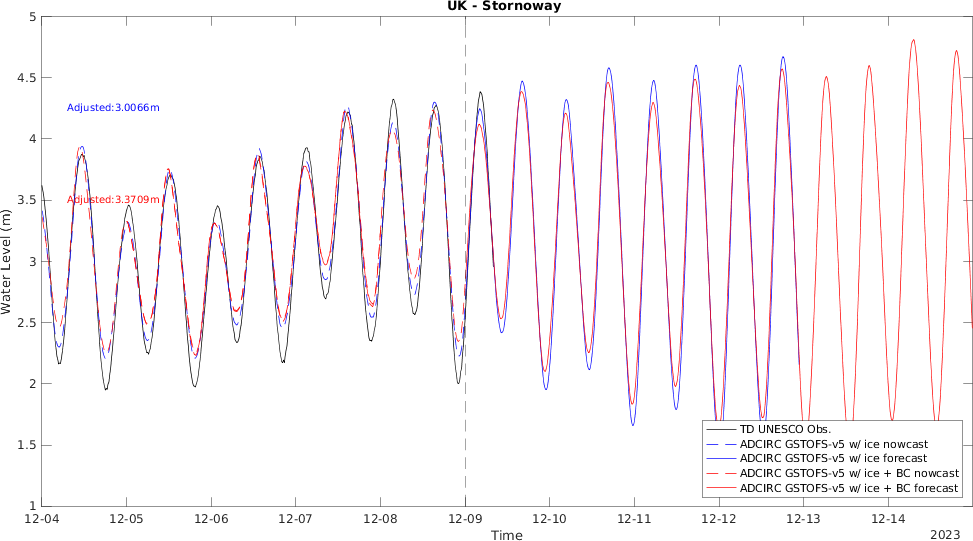 UK - Stornoway
5
4.5
4
3.5
3
2.5
2
1.5
1
Water Level (m)
Adjusted:3.0066m
Adjusted:3.3709m
TD UNESCO Obs.
ADCIRC GSTOFS-v5 w/ ice nowcast
ADCIRC GSTOFS-v5 w/ ice forecast
ADCIRC GSTOFS-v5 w/ ice + BC nowcast
ADCIRC GSTOFS-v5 w/ ice + BC forecast
12-04 12-05 12-06 12-07 12-08 12-09 12-10 12-11 12-12 12-13 12-14
Time
2023